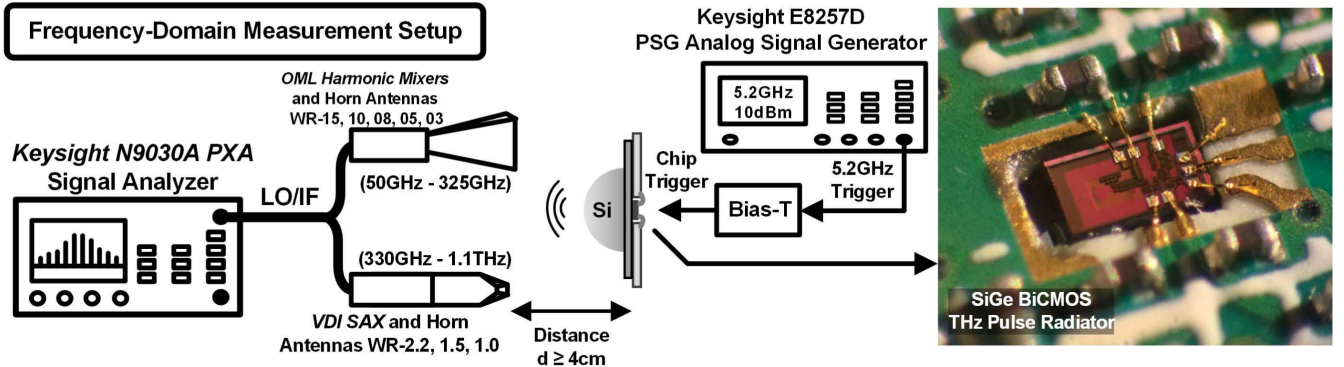 Frequency-Domain Measurement Setup
OML Harmonic Mixers
and Horn Antennas
WR-15, 10, 08, 05, 03
(50GHz - 325GHz)
Keysight N9030A PXA
Signal Analyzer
LO/IF
(330GHz - 1.1THz)
VDI SAX and Horn
Antennas WR-2.2, 1.5, 1.0
Distance
d ≥ 4cm
Si
Chip
Trigger
Bias-T
5.2GHz
Trigger
Keysight E8257D
PSG Analog Signal Generator
5.2GHz
10dBm
SiGe BiCMOS
THz Pulse Radiator